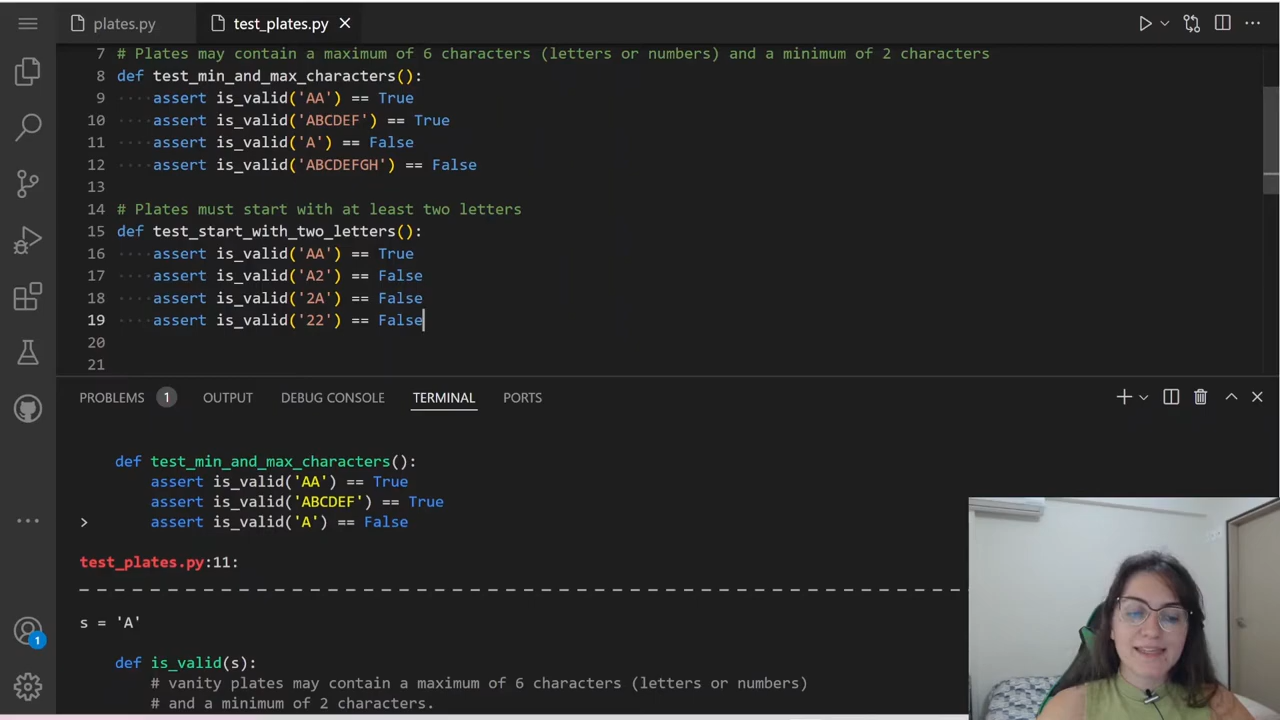 plates.py
test_plates.py
7 # Plates may contain a maximum of 6 characters (letters or numbers) and a minimum of 2 characters
8 def test_min_and_max_characters():
9 assert is_valid('AA') == True
10 assert is_valid('ABCDEF') == True
11 assert is_valid('A') == False
12 assert is_valid('ABCDEFGH') == False
13
14 # Plates must start with at least two letters
15 def test_start_with_two_letters():
16 assert is_valid('AA') == True
17 assert is_valid('A2') == False
18 assert is_valid('2A') == False
19 assert is_valid('22') == False
20
21
PROBLEMS 1 OUTPUT DEBUG CONSOLE TERMINAL PORTS
def test_min_and_max_characters():
assert is_valid('AA') == True
assert is_valid('ABCDEF') == True
> assert is_valid('A') == False
test_plates.py:11:
_ _ _ _ _ _ _ _ _ _ _ _ _ _ _ _ _ _ _ _ _ _ _ _ _ _ _ _ _ _ _ _ _ _ _ _ _ _ _ _ _ _ _ _ _ _ _ _ _
s = 'A'
def is_valid(s):
# vanity plates may contain a maximum of 6 characters (letters or numbers)
# and a minimum of 2 characters.
1